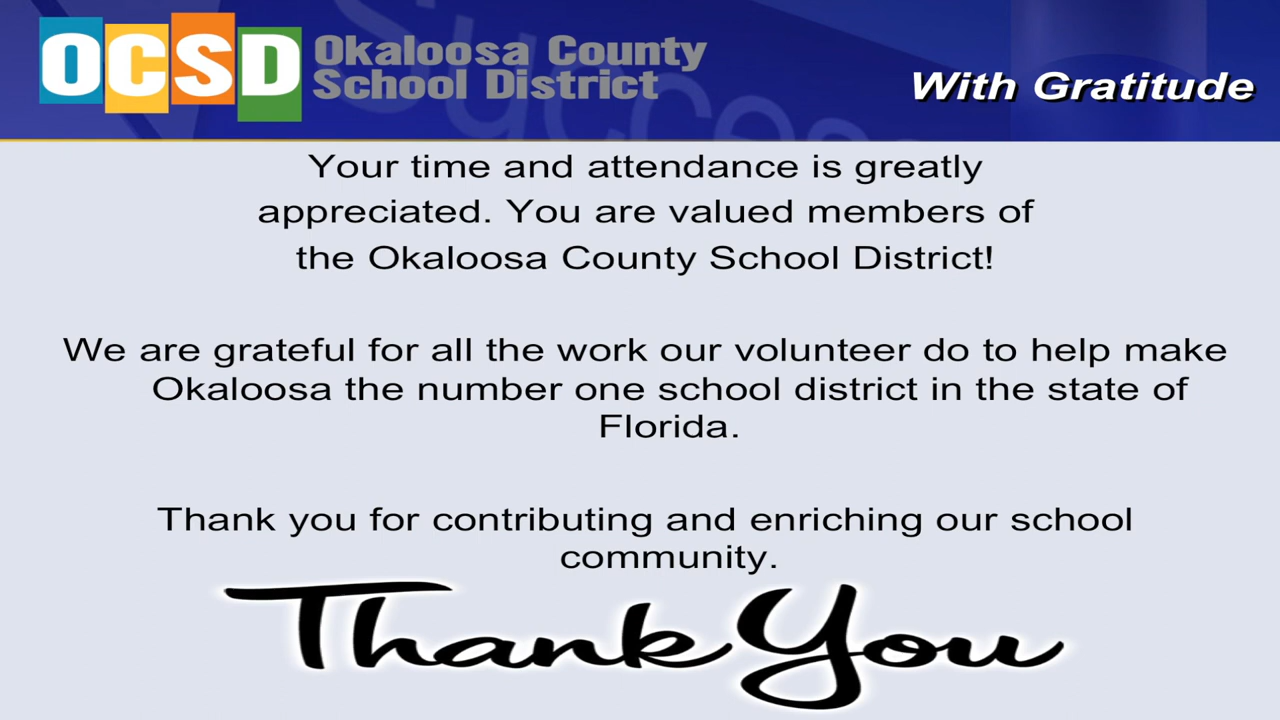 OCSD
Okaloosa County
School District
With Gratitude
Success
Your time and attendance is greatly
appreciated. You are valued members of
the Okaloosa County School District!
We are grateful for all the work our volunteer do to help make
Okaloosa the number one school district in the state of
Florida.
Thank you for contributing and enriching our school
community.
Thank You